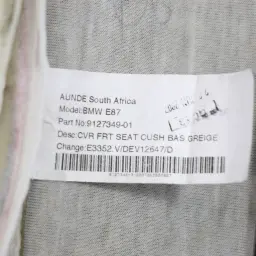 AUNDE South Africa
Model:BMW E87
Part No:9127349-01
Desc:CVR FRT SEAT CUSH BAS GREIGE
Change:E3352.V/DEV12647/D